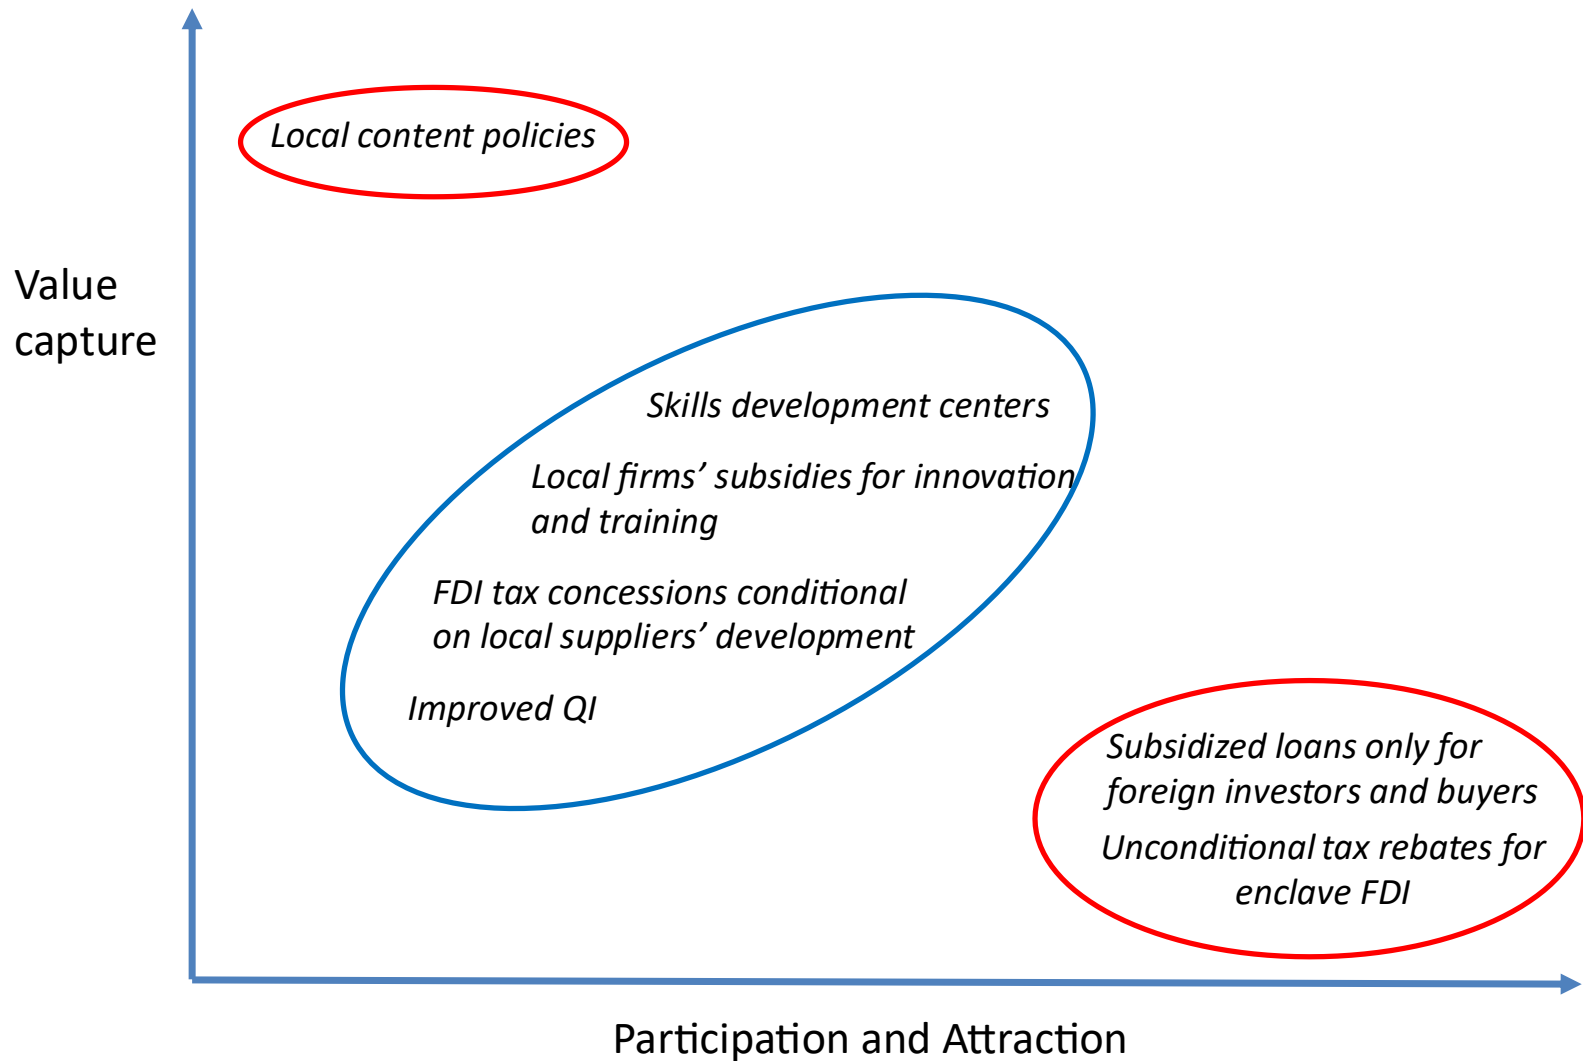 Local content policies
Value
capture
Skills development centers
Local firms’ subsidies for innovation
and training
FDI tax concessions conditional
on local suppliers’ development
Improved QI
Subsidized loans only for
foreign investors and buyers
Unconditional tax rebates for
enclave FDI
Participation and Attraction